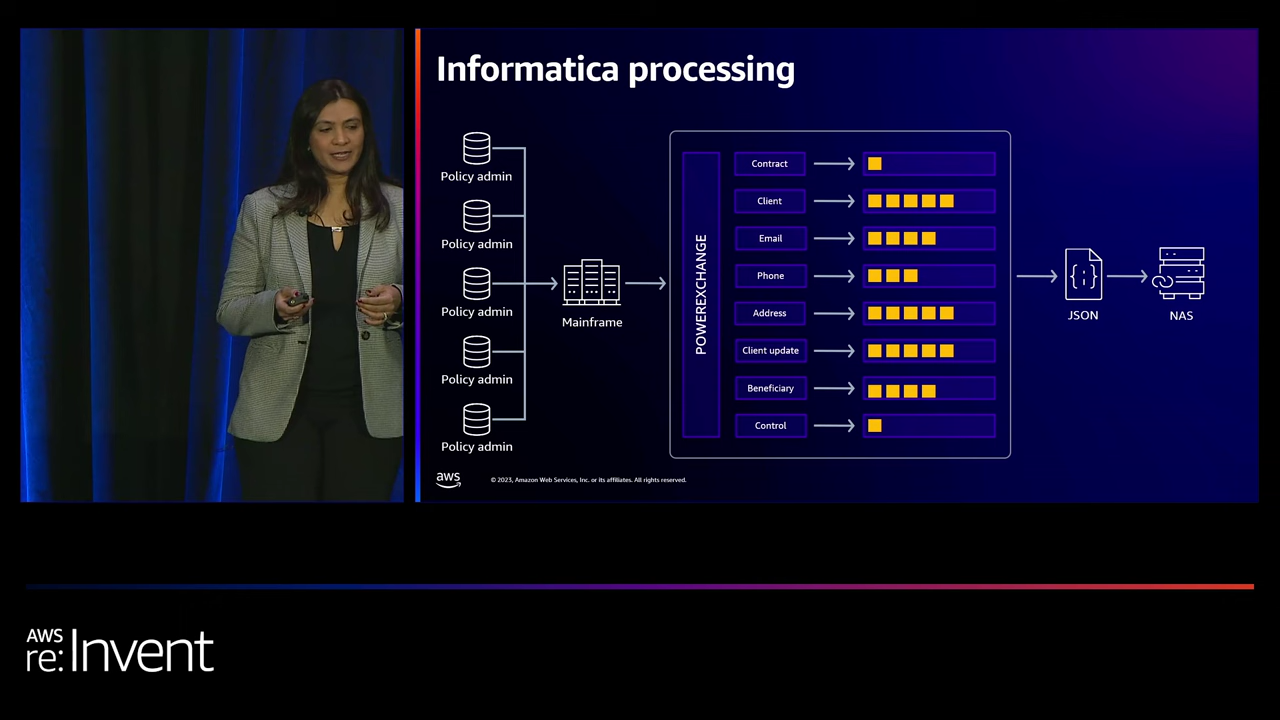 Informatica processing
Policy admin
Policy admin
Policy admin
Policy admin
Policy admin
Mainframe
POWEREXCHANGE
Contract
Client
Email
Phone
Address
Client update
Beneficiary
Control
{ }
JSON
NAS
aws
© 2023, Amazon Web Services, Inc. or its affiliates. All rights reserved.
AWS
re:Invent